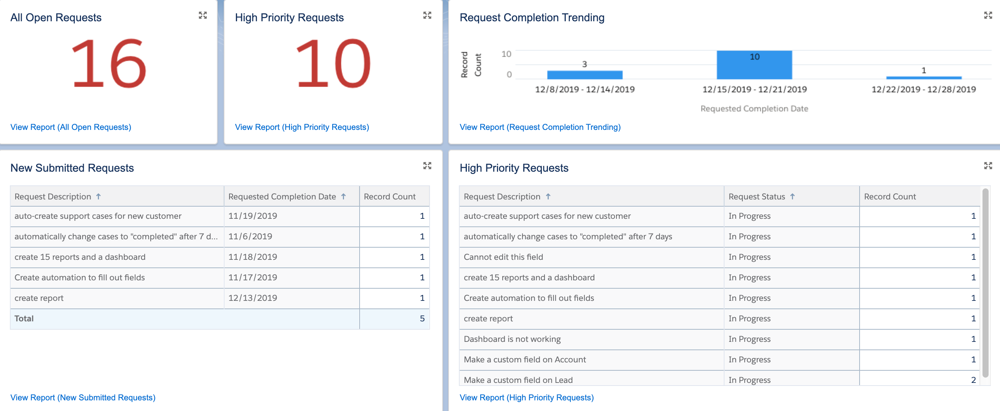 All Open Requests
16
View Report (All Open Requests)
High Priority Requests
10
View Report (High Priority Requests)
Request Completion Trending
Record
Count
10
0
3
10
1
12/8/2019 - 12/14/2019
12/15/2019 - 12/21/2019
12/22/2019 - 12/28/2019
Requested Completion Date
View Report (Request Completion Trending)
New Submitted Requests
Request Description ↑ Requested Completion Date ↑ Record Count
auto-create support cases for new customer 11/19/2019 1
automatically change cases to "completed" after 7 d... 11/6/2019 1
create 15 reports and a dashboard 11/18/2019 1
Create automation to fill out fields 11/17/2019 1
create report 12/13/2019 1
Total 5
View Report (New Submitted Requests)
High Priority Requests
Request Description ↑ Request Status ↑ Record Count
auto-create support cases for new customer In Progress 1
automatically change cases to "completed" after 7 days In Progress 1
Cannot edit this field In Progress 1
create 15 reports and a dashboard In Progress 1
Create automation to fill out fields In Progress 1
create report In Progress 1
Dashboard is not working In Progress 1
Make a custom field on Account In Progress 1
Make a custom field on Lead In Progress 2
View Report (High Priority Requests)